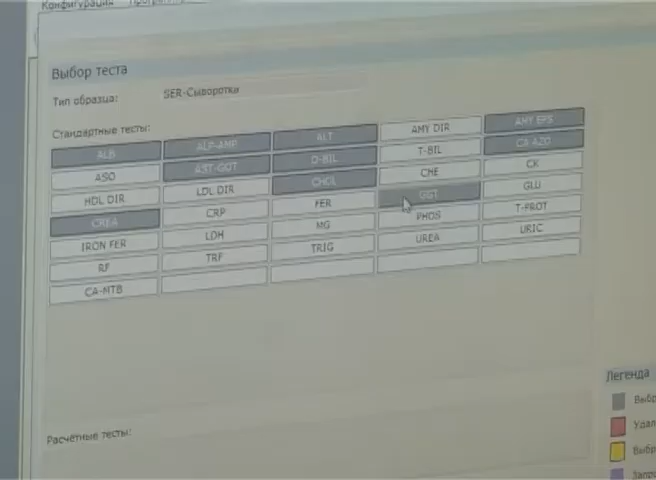 Конфигурация
Выбор теста
Тип образца: SER-Сыворотка
Стандартные тесты:
ALB ALP-AMP ALT AMY DIR AMY EPS
ASO AST-GOT D-BIL T-BIL CA AZO
HDL DIR LDL DIR CHOL CHE CK
CREA CRP FER GGT GLU
IRON FER LDH MG PHOS T-PROT
RF TRF TRIG UREA URIC
CA-MTB
Расчётные тесты:
Легенда